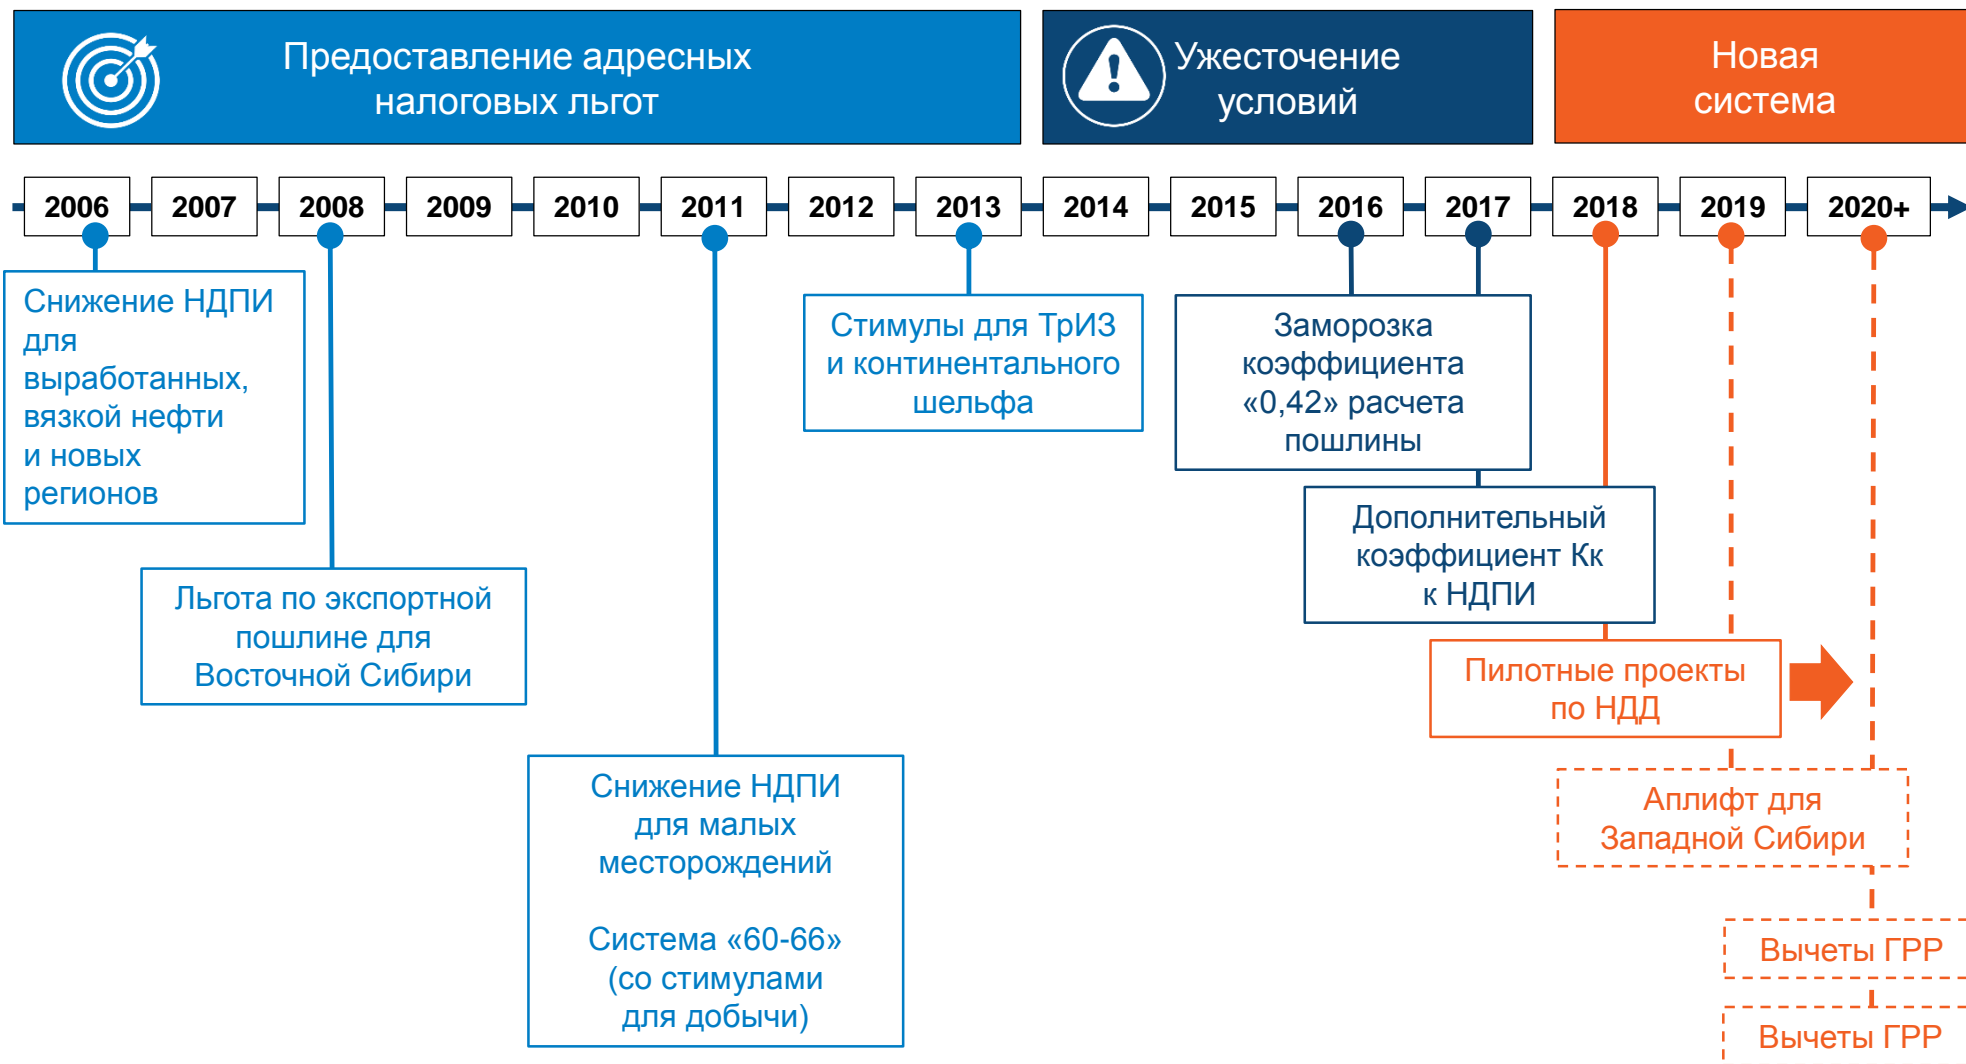 Предоставление адресных
налоговых льгот
Ужесточение
условий
Новая
система
2006
2007
2008
2009
2010
2011
2012
2013
2014
2015
2016
2017
2018
2019
2020+
Снижение НДПИ
для
выработанных,
вязкой нефти
и новых
регионов
Льгота по экспортной
пошлине для
Восточной Сибири
Снижение НДПИ
для малых
месторождений
Система «60-66»
(со стимулами
для добычи)
Стимулы для ТрИЗ
и континентального
шельфа
Заморозка
коэффициента
«0,42» расчета
пошлины
Дополнительный
коэффициент Кк
к НДПИ
Пилотные проекты
по НДД
Аплифт для
Западной Сибири
Вычеты ГРР
Вычеты ГРР